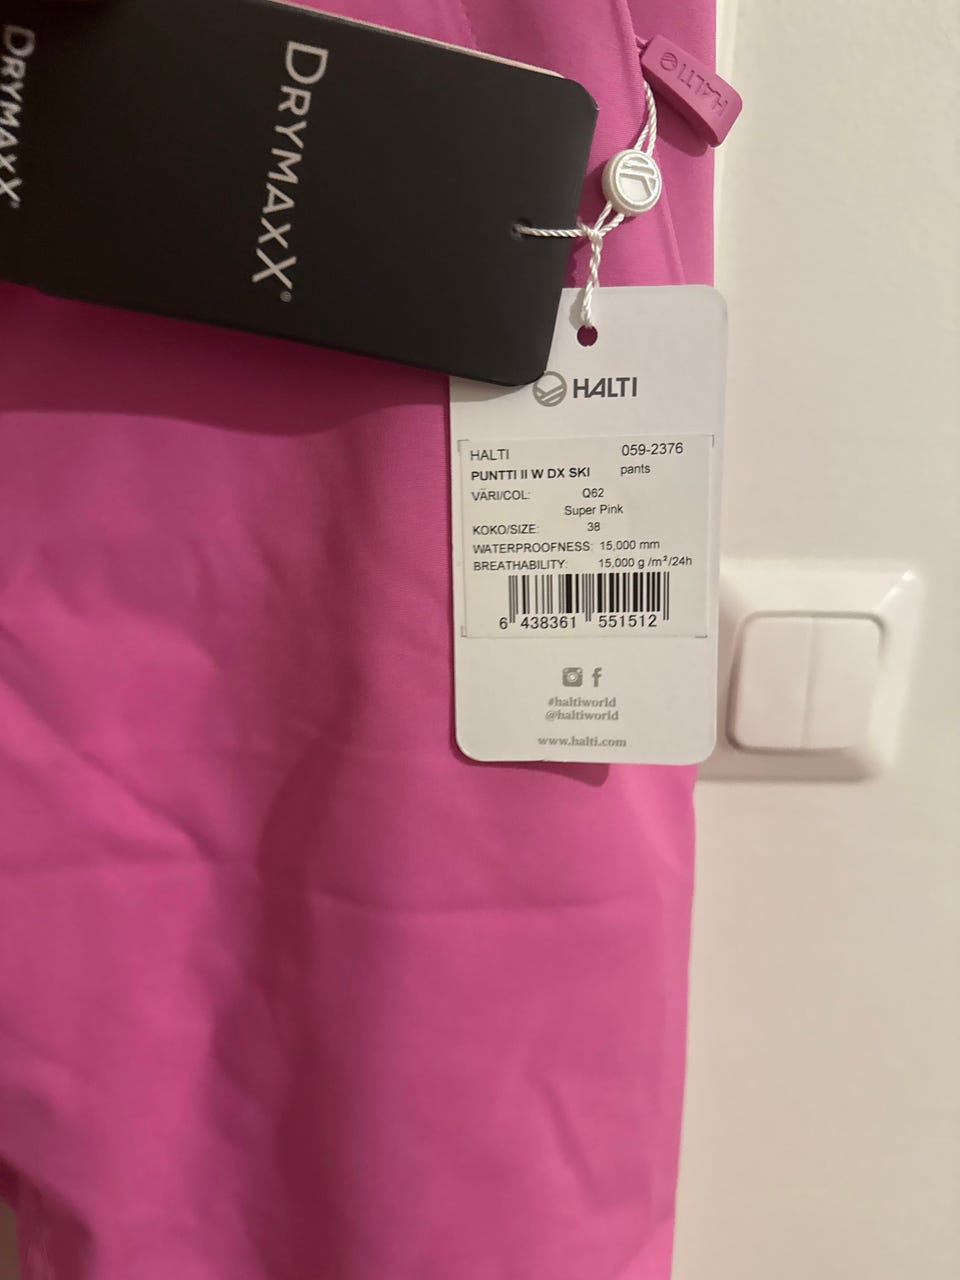 DRYMAXX®
DRYMAXX®
HALTI
HALTI
HALTI 059-2376
PUNTTI II W DX SKI pants
VÄRI/COL: Q62
Super Pink
KOKO/SIZE: 38
WATERPROOFNESS: 15,000 mm
BREATHABILITY: 15,000 g /m²/24h
6 438361 551512
#haltiworld
@haltiworld
www.halti.com